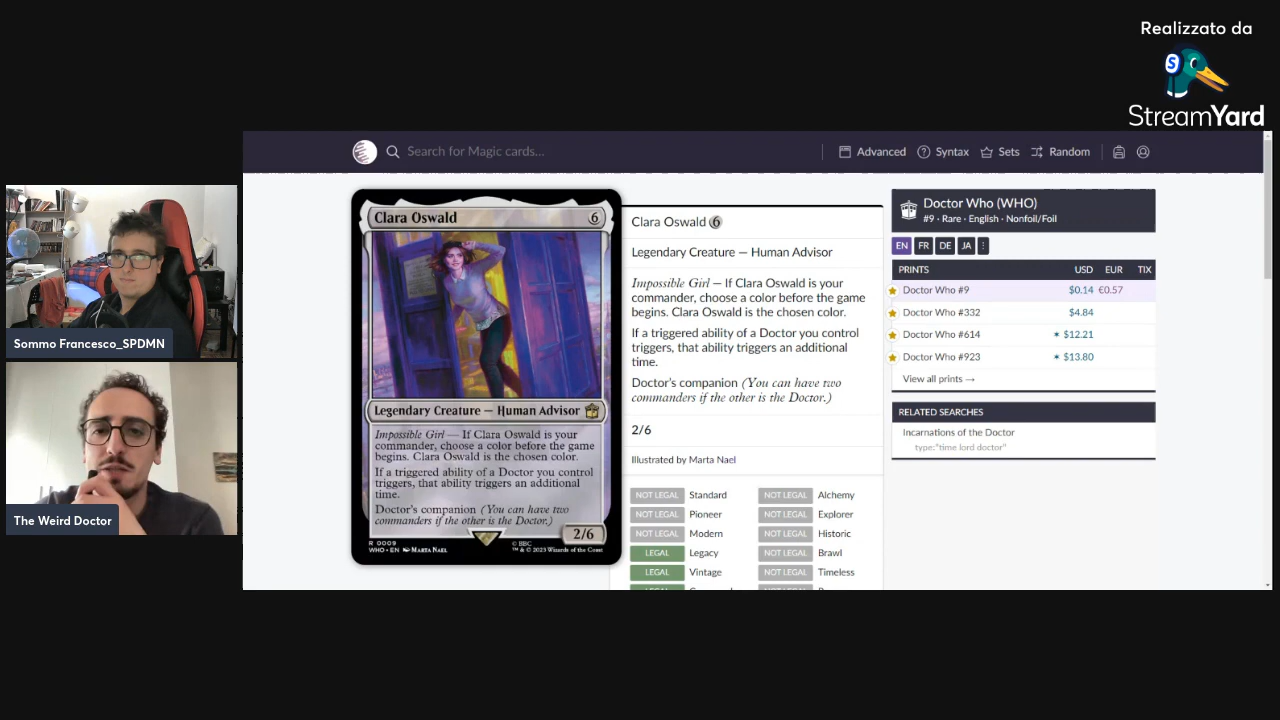 Realizzato da
StreamYard
Search for Magic cards...
Advanced
Syntax
Sets
Random
Clara Oswald
6
Legendary Creature — Human Advisor
Impossible Girl — If Clara Oswald is your
commander, choose a color before the game
begins. Clara Oswald is the chosen color.
If a triggered ability of a Doctor you control
triggers, that ability triggers an additional
time.
Doctor's companion (You can have two
commanders if the other is the Doctor.)
2/6
R 0009
WHO • EN MARTA NAEL
© BBC
™ & © 2023 Wizards of the Coast
Clara Oswald 6
Legendary Creature — Human Advisor
Impossible Girl — If Clara Oswald is your
commander, choose a color before the game
begins. Clara Oswald is the chosen color.
If a triggered ability of a Doctor you control
triggers, that ability triggers an additional
time.
Doctor's companion (You can have two
commanders if the other is the Doctor.)
2/6
Illustrated by Marta Nael
NOT LEGAL Standard NOT LEGAL Alchemy
NOT LEGAL Pioneer NOT LEGAL Explorer
NOT LEGAL Modern NOT LEGAL Historic
LEGAL Legacy NOT LEGAL Brawl
LEGAL Vintage NOT LEGAL Timeless
Doctor Who (WHO)
#9 · Rare · English · Nonfoil/Foil
EN FR DE JA
PRINTS USD EUR TIX
Doctor Who #9 $0.14 €0.57
Doctor Who #332 $4.84
Doctor Who #614 ✶ $12.21
Doctor Who #923 ✶ $13.80
View all prints →
RELATED SEARCHES
Incarnations of the Doctor
type:"time lord doctor"
Sommo Francesco_SPDMN
The Weird Doctor